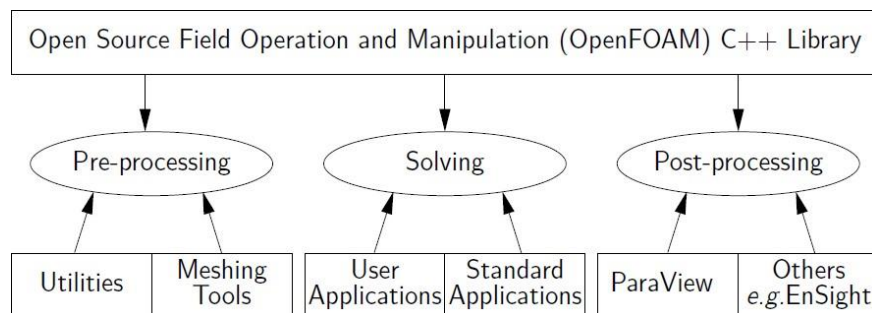 Open Source Field Operation and Manipulation (OpenFOAM) C++ Library
Pre-processing
Solving
Post-processing
Utilities
Meshing
Tools
User
Applications
Standard
Applications
ParaView
Others
e.g.EnSight